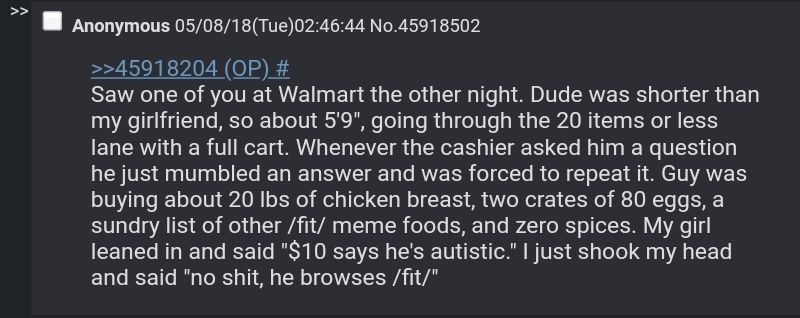 >> Anonymous 05/08/18(Tue)02:46:44 No.45918502
>>45918204 (OP) #
Saw one of you at Walmart the other night. Dude was shorter than
my girlfriend, so about 5'9", going through the 20 items or less
lane with a full cart. Whenever the cashier asked him a question
he just mumbled an answer and was forced to repeat it. Guy was
buying about 20 lbs of chicken breast, two crates of 80 eggs, a
sundry list of other /fit/ meme foods, and zero spices. My girl
leaned in and said "$10 says he's autistic." I just shook my head
and said "no shit, he browses /fit/"